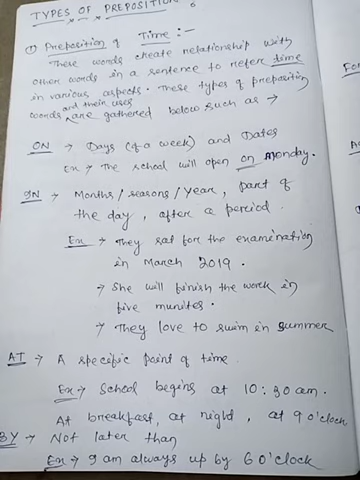 TYPES OF PREPOSITION
① Preposition of Time :-
These words create relationship with
other words in a sentence to refer time
in various aspects. These types of preposition
and their uses
words are gathered below such as →
ON → Days (of a week) and Dates
Ex → The school will open on Monday.
IN → Months / seasons / Year, part of
the day, after a period.
Ex → They sat for the examination
in March 2019.
→ She will finish the work in
five munites.
→ They love to swim in summer
AT → A specific point of time.
Ex → School begins at 10:30 am.
At breakfast, at night, at 9 o'clock
BY → Not later than
Ex → I am always up by 6 o'clock